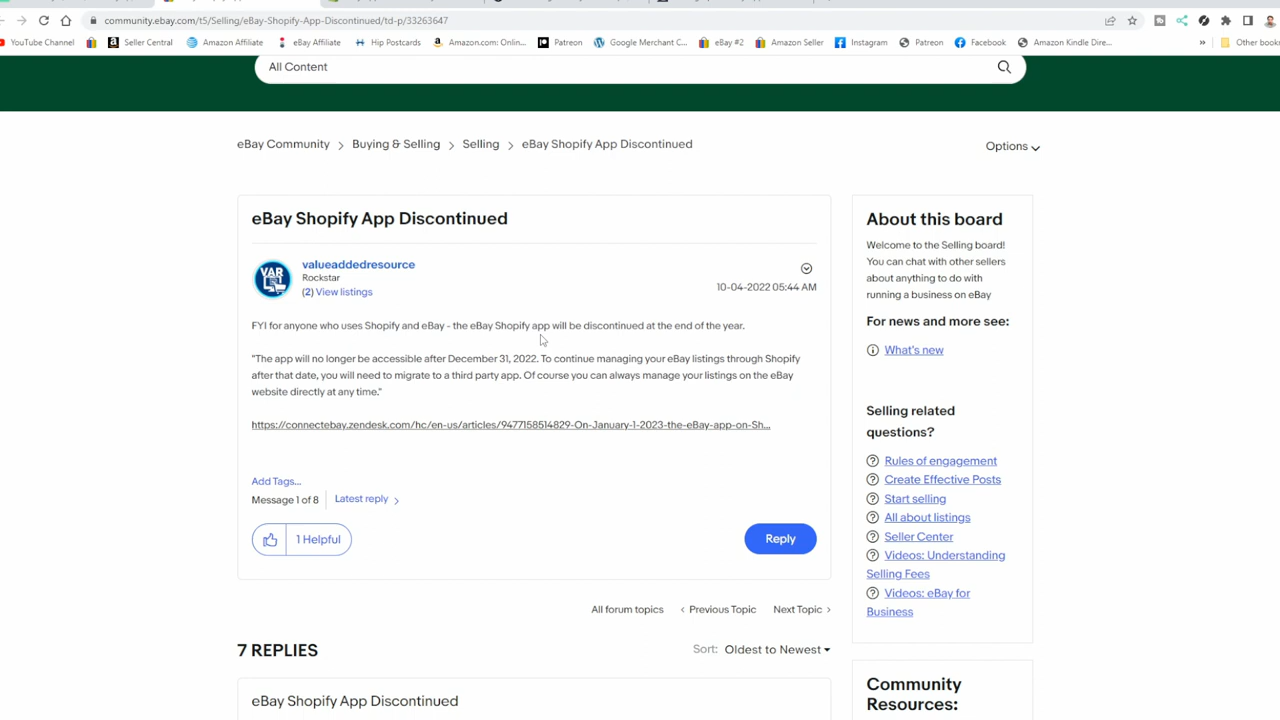 community.ebay.com/t5/Selling/eBay-Shopify-App-Discontinued/td-p/33263647
YouTube Channel
Seller Central
Amazon Affiliate
eBay Affiliate
Hip Postcards
Amazon.com: Onlin...
Patreon
Google Merchant C...
eBay #2
Amazon Seller
Instagram
Patreon
Facebook
Amazon Kindle Dire...
»
Other book
All Content
eBay Community > Buying & Selling > Selling > eBay Shopify App Discontinued
Options
eBay Shopify App Discontinued
valueaddedresource
Rockstar
(2) View listings
10-04-2022 05:44 AM
FYI for anyone who uses Shopify and eBay - the eBay Shopify app will be discontinued at the end of the year.
"The app will no longer be accessible after December 31, 2022. To continue managing your eBay listings through Shopify
after that date, you will need to migrate to a third party app. Of course you can always manage your listings on the eBay
website directly at any time."
https://connectebay.zendesk.com/hc/en-us/articles/9477158514829-On-January-1-2023-the-eBay-app-on-Sh...
Add Tags...
Message 1 of 8
Latest reply >
1 Helpful
Reply
All forum topics
‹ Previous Topic
Next Topic ›
7 REPLIES
Sort: Oldest to Newest
eBay Shopify App Discontinued
About this board
Welcome to the Selling board!
You can chat with other sellers
about anything to do with
running a business on eBay
For news and more see:
What's new
Selling related
questions?
Rules of engagement
Create Effective Posts
Start selling
All about listings
Seller Center
Videos: Understanding
Selling Fees
Videos: eBay for
Business
Community
Resources: